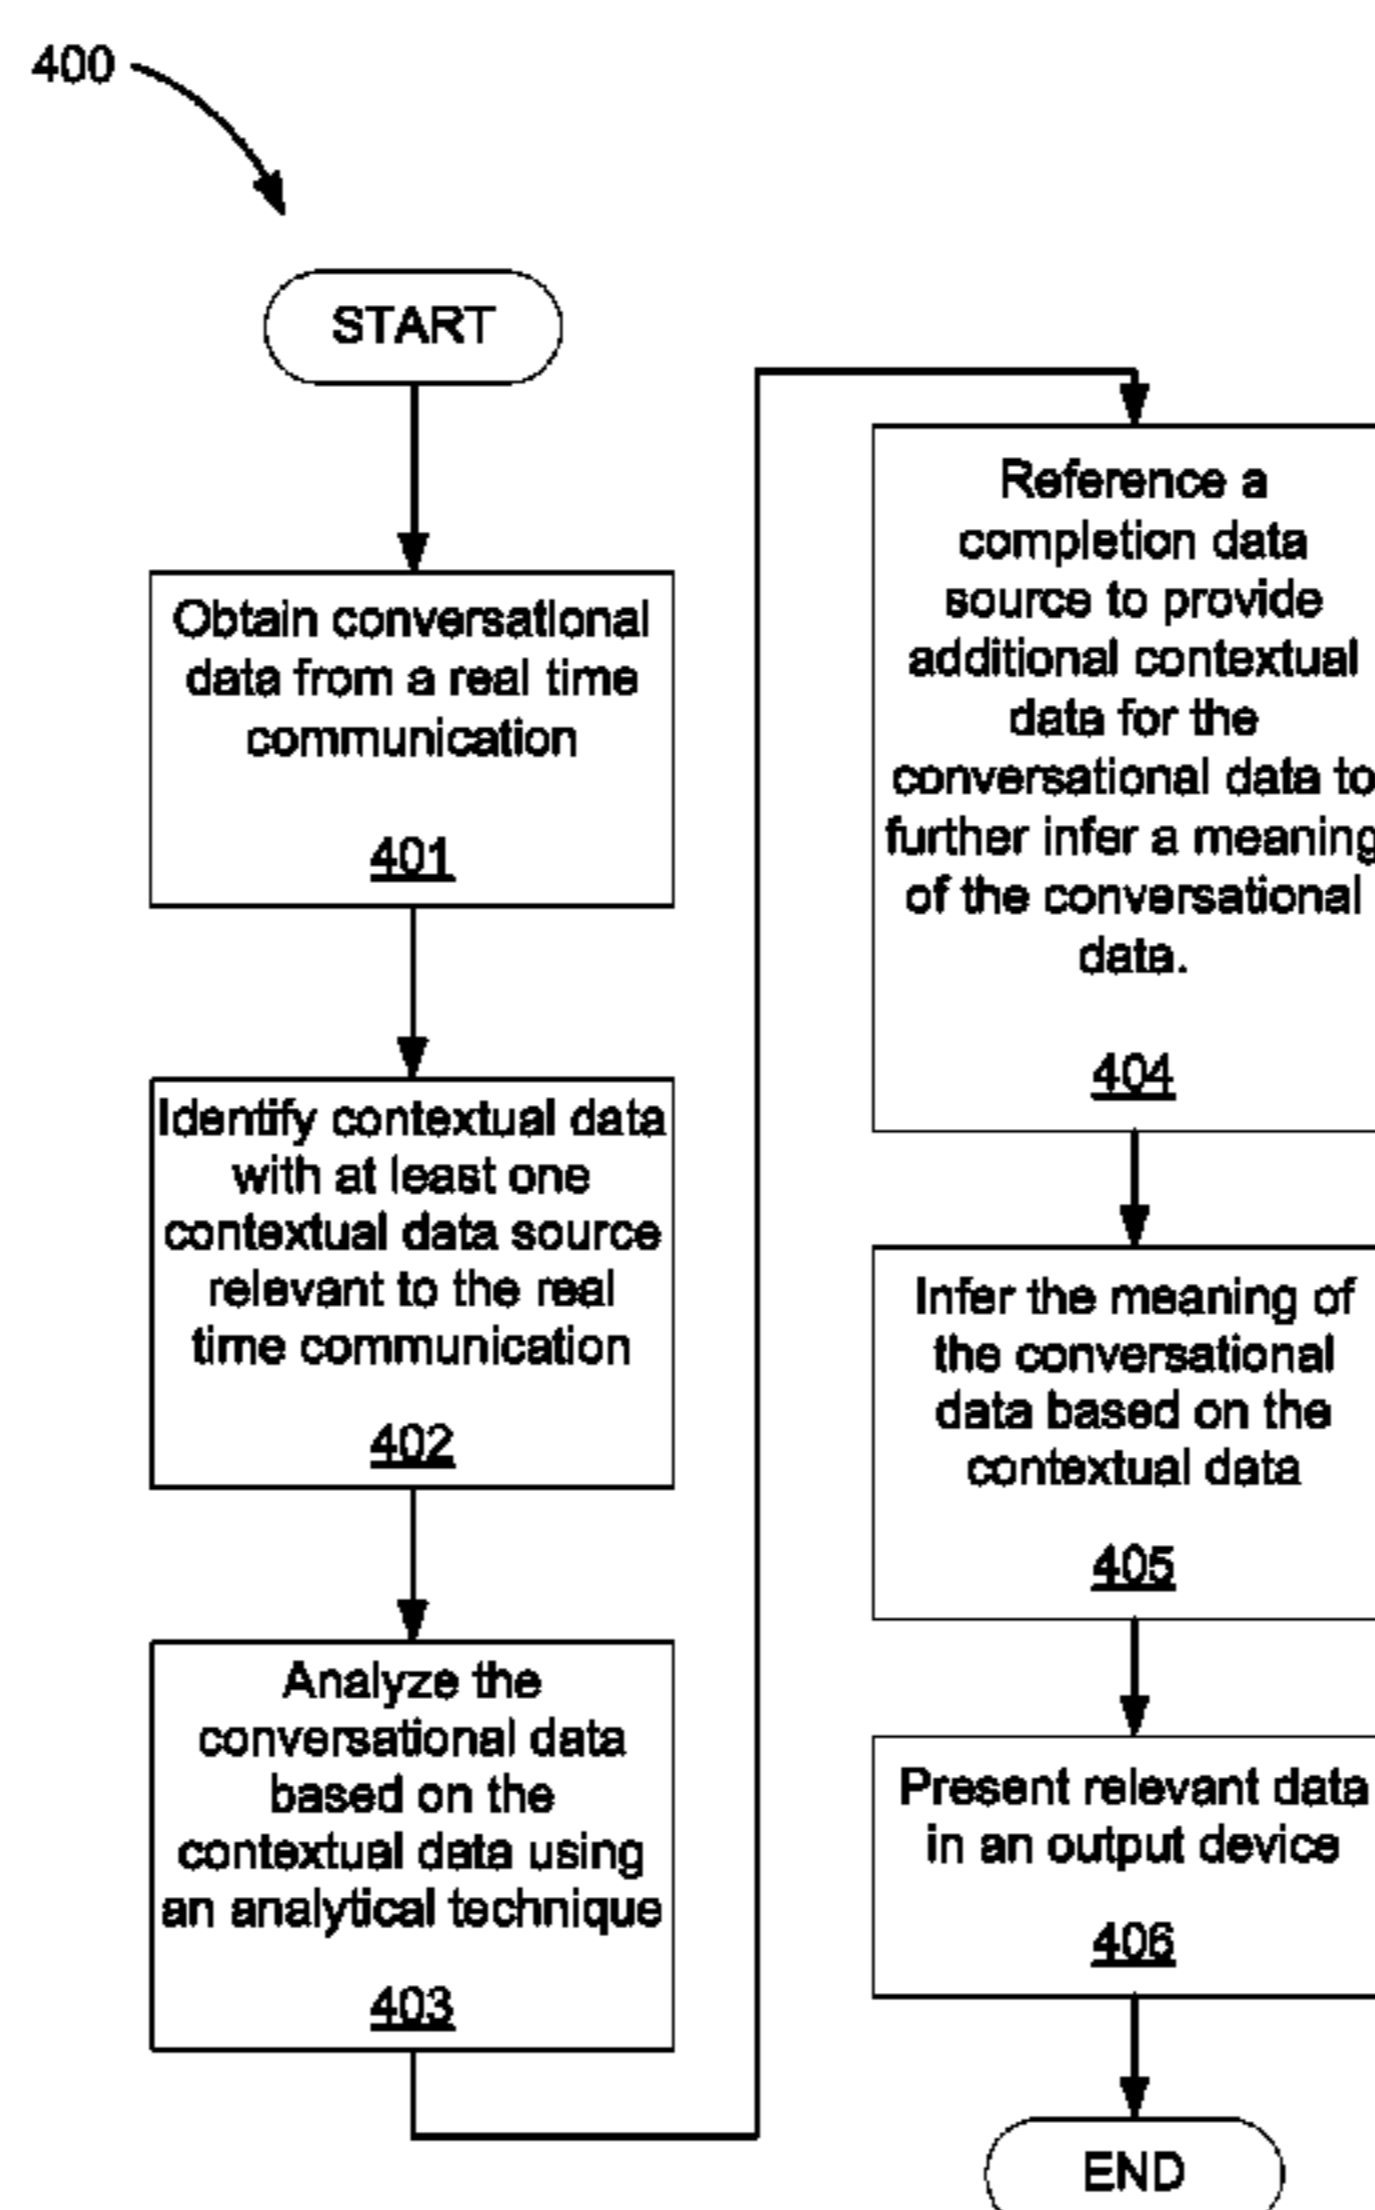 400
START
Obtain conversational
data from a real time
communication
401
Identify contextual data
with at least one
contextual data source
relevant to the real
time communication
402
Analyze the
conversational data
based on the
contextual data using
an analytical technique
403
Reference a
completion data
source to provide
additional contextual
data for the
conversational data to
further infer a meaning
of the conversational
data.
404
Infer the meaning of
the conversational
data based on the
contextual data
405
Present relevant data
in an output device
406
END